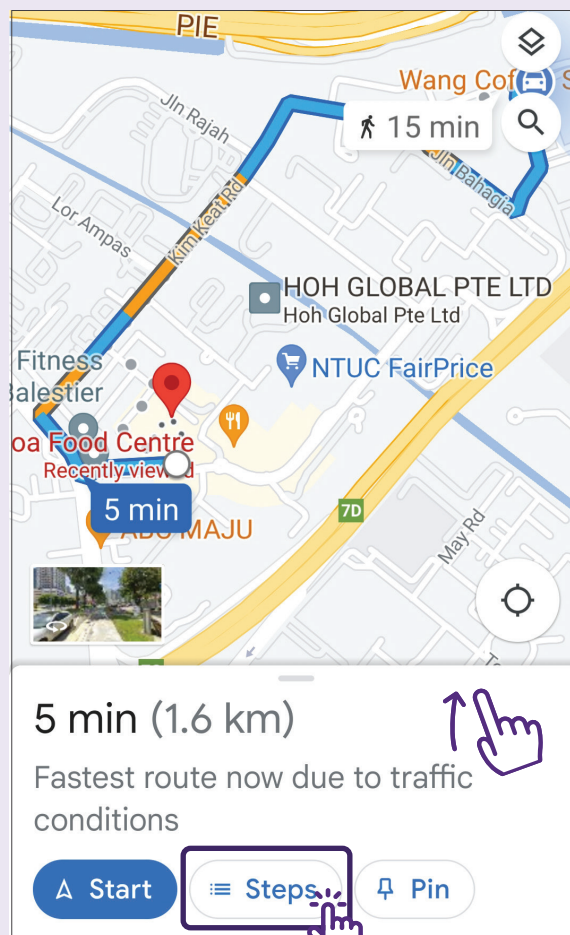 PIE
Wang Cof
S
Jln Rajah
15 min
Jln Bahagia
Lor Ampas
Kim Keat Rd
HOH GLOBAL PTE LTD
Hoh Global Pte Ltd
Fitness
Balestier
NTUC FairPrice
oa Food Centre
Recently viewed
5 min
ABC MAJU
7D
May Rd
5 min (1.6 km)
Fastest route now due to traffic
conditions
Start
Steps
Pin